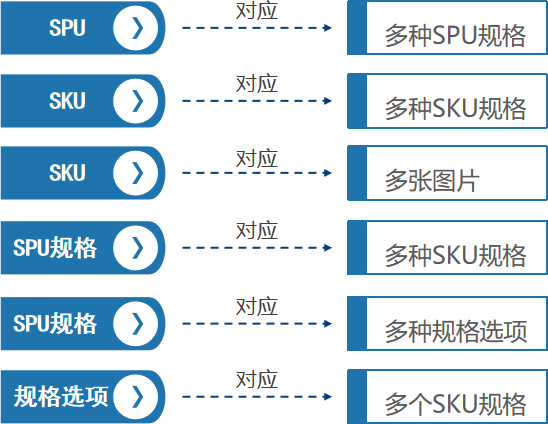 SPU 对应 多种SPU规格
SKU 对应 多种SKU规格
SKU 对应 多张图片
SPU规格 对应 多种SKU规格
SPU规格 对应 多种规格选项
规格选项 对应 多个SKU规格